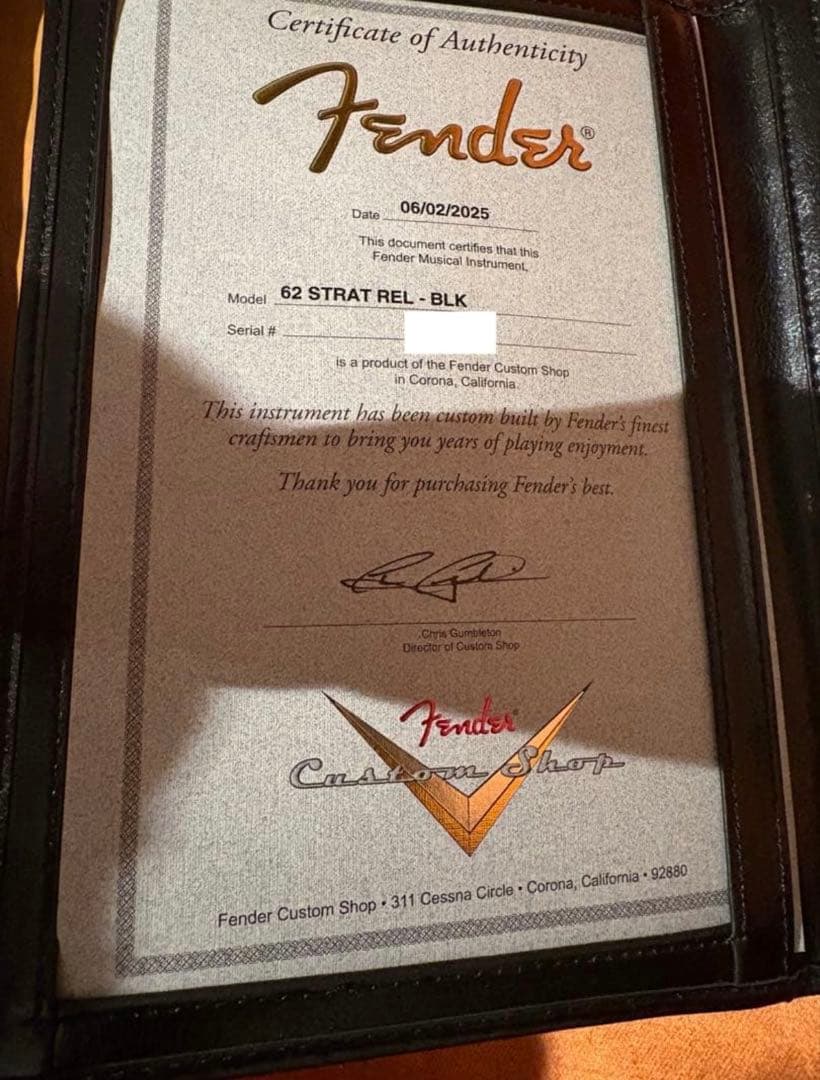 Certificate of Authenticity
Fender®
Date 06/02/2025
This document certifies that this
Fender Musical Instrument,
Model 62 STRAT REL - BLK
Serial #
is a product of the Fender Custom Shop
in Corona, California.
This instrument has been custom built by Fender's finest
craftsmen to bring you years of playing enjoyment.
Thank you for purchasing Fender's best.
Chris Gumbleton
Director of Custom Shop
Fender
Custom Shop
Fender Custom Shop • 311 Cessna Circle • Corona, California • 92880